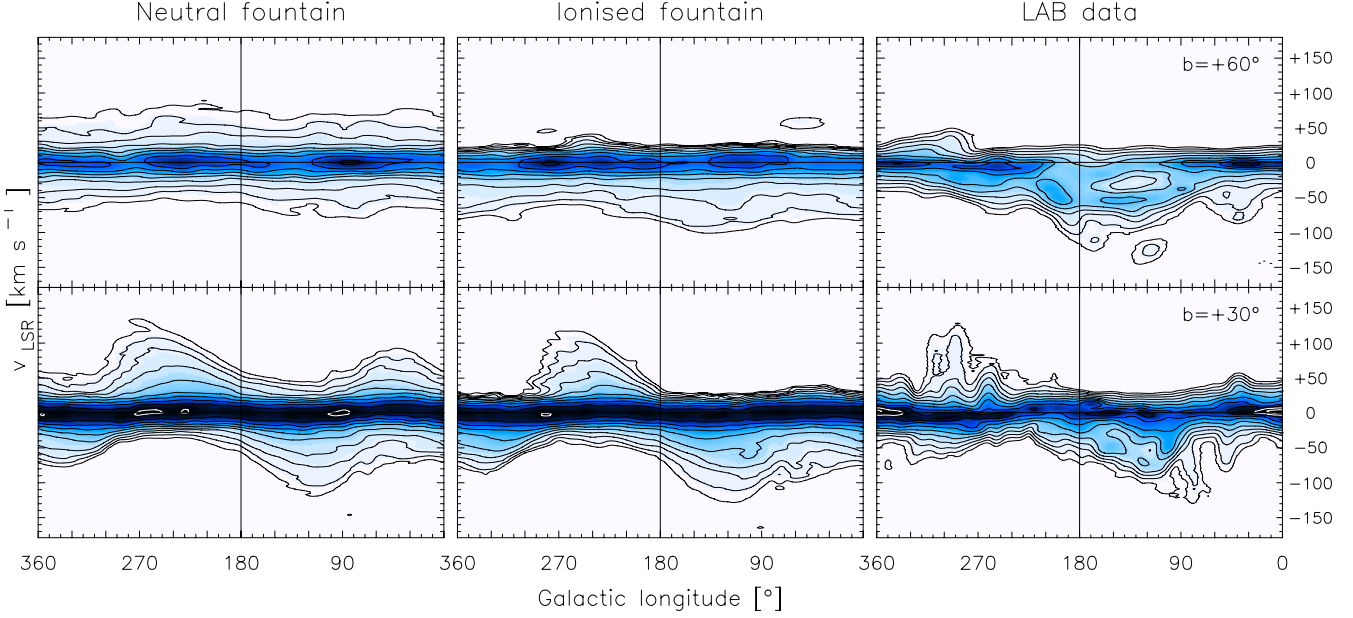 Neutral fountain
Ionised fountain
LAB data
b=+60°
+150
+100
+50
0
−50
−100
−150
b=+30°
+150
+100
+50
0
−50
−100
−150
v LSR [km s −1]
360 270 180 90 360 270 180 90 360 270 180 90 0
Galactic longitude [°]